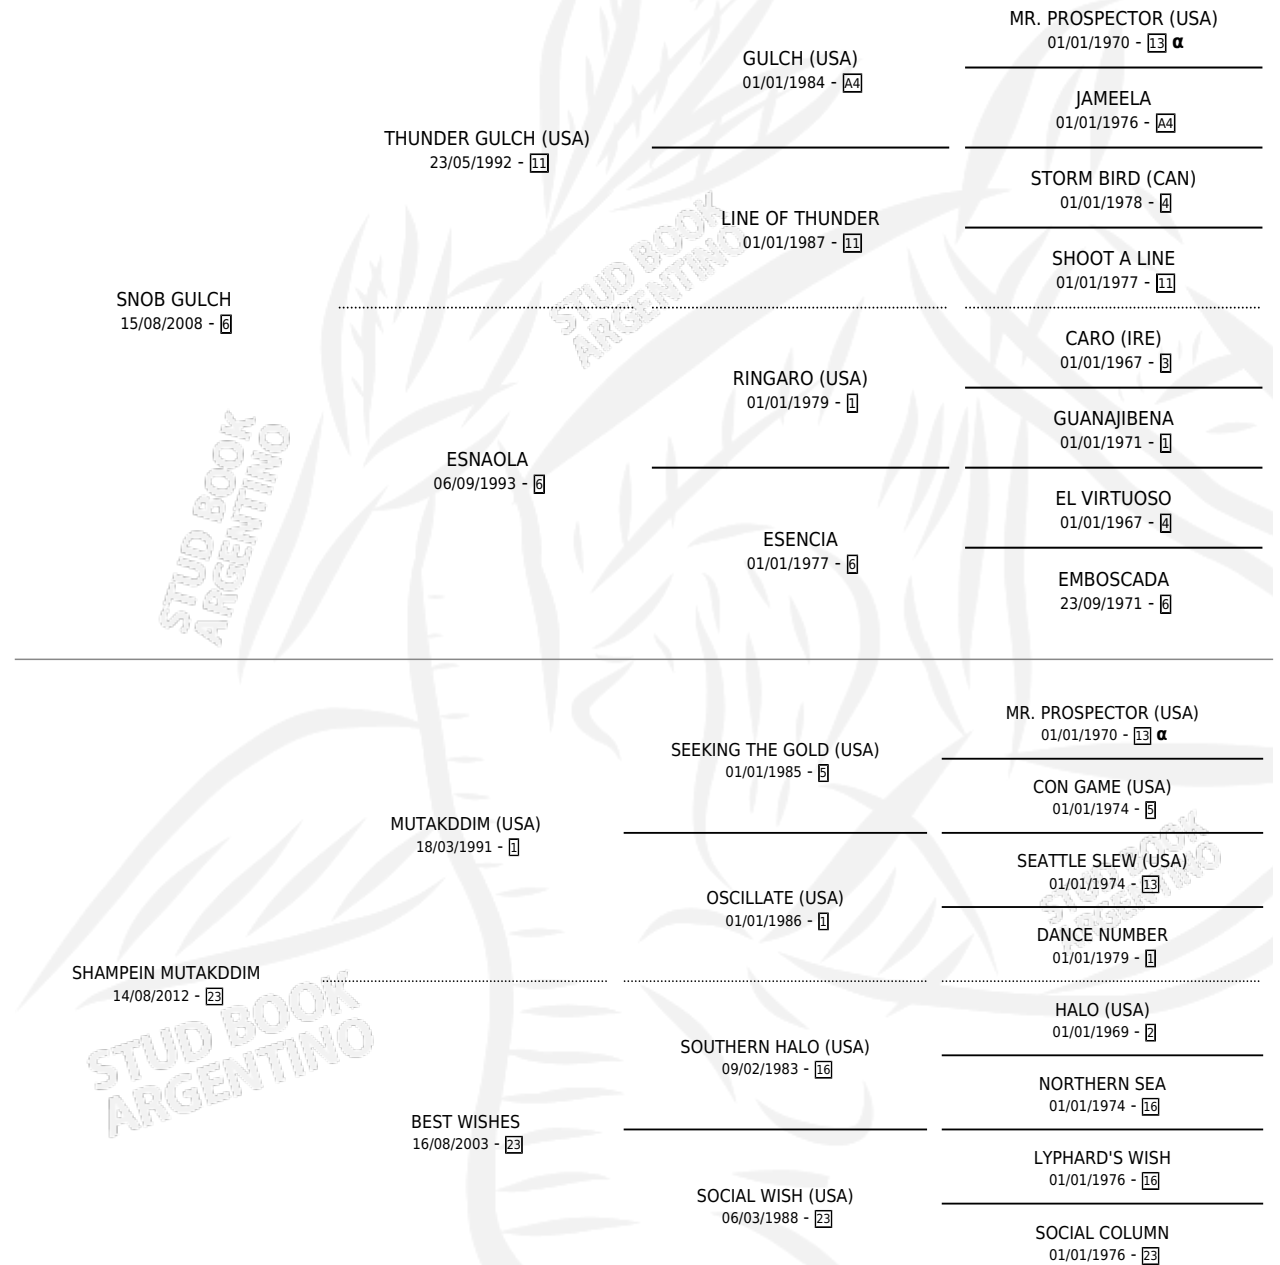 MR. PROSPECTOR (USA)
01/01/1970 - 13 α
GULCH (USA)
01/01/1984 - A4
JAMEELA
01/01/1976 - A4
THUNDER GULCH (USA)
23/05/1992 - 11
STORM BIRD (CAN)
01/01/1978 - 4
LINE OF THUNDER
01/01/1987 - 11
SHOOT A LINE
01/01/1977 - 11
SNOB GULCH
15/08/2008 - 6
CARO (IRE)
01/01/1967 - 3
RINGARO (USA)
01/01/1979 - 1
GUANAJIBENA
01/01/1971 - 1
ESNAOLA
06/09/1993 - 6
EL VIRTUOSO
01/01/1967 - 4
ESENCIA
01/01/1977 - 6
EMBOSCADA
23/09/1971 - 6
STUD BOOK
ARGENTINO
STUD BOOK
ARGENTINO
MR. PROSPECTOR (USA)
01/01/1970 - 13 α
SEEKING THE GOLD (USA)
01/01/1985 - 5
CON GAME (USA)
01/01/1974 - 5
MUTAKDDIM (USA)
18/03/1991 - 1
SEATTLE SLEW (USA)
01/01/1974 - 13
OSCILLATE (USA)
01/01/1986 - 1
DANCE NUMBER
01/01/1979 - 1
SHAMPEIN MUTAKDDIM
14/08/2012 - 23
HALO (USA)
01/01/1969 - 2
SOUTHERN HALO (USA)
09/02/1983 - 16
NORTHERN SEA
01/01/1974 - 16
BEST WISHES
16/08/2003 - 23
LYPHARD'S WISH
01/01/1976 - 16
SOCIAL WISH (USA)
06/03/1988 - 23
SOCIAL COLUMN
01/01/1976 - 23
STUD BOOK
ARGENTINO
STUD BOOK
ARGENTINO